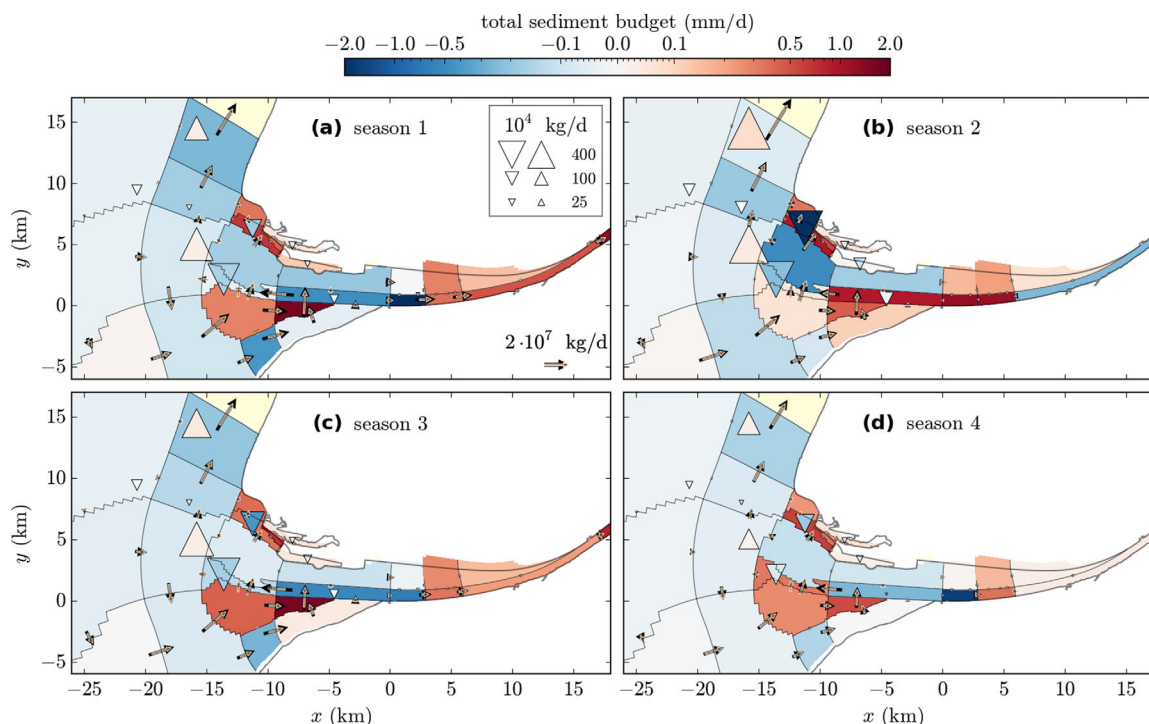 total sediment budget (mm/d)
−2.0 −1.0 −0.5 −0.1 0.0 0.1 0.5 1.0 2.0
(a) season 1
10⁴ kg/d
400
100
25
2·10⁷ kg/d
(b) season 2
15
10
5
0
−5
y (km)
(c) season 3
(d) season 4
15
10
5
0
−5
y (km)
−25 −20 −15 −10 −5 0 5 10 15
x (km)
−25 −20 −15 −10 −5 0 5 10 15
x (km)